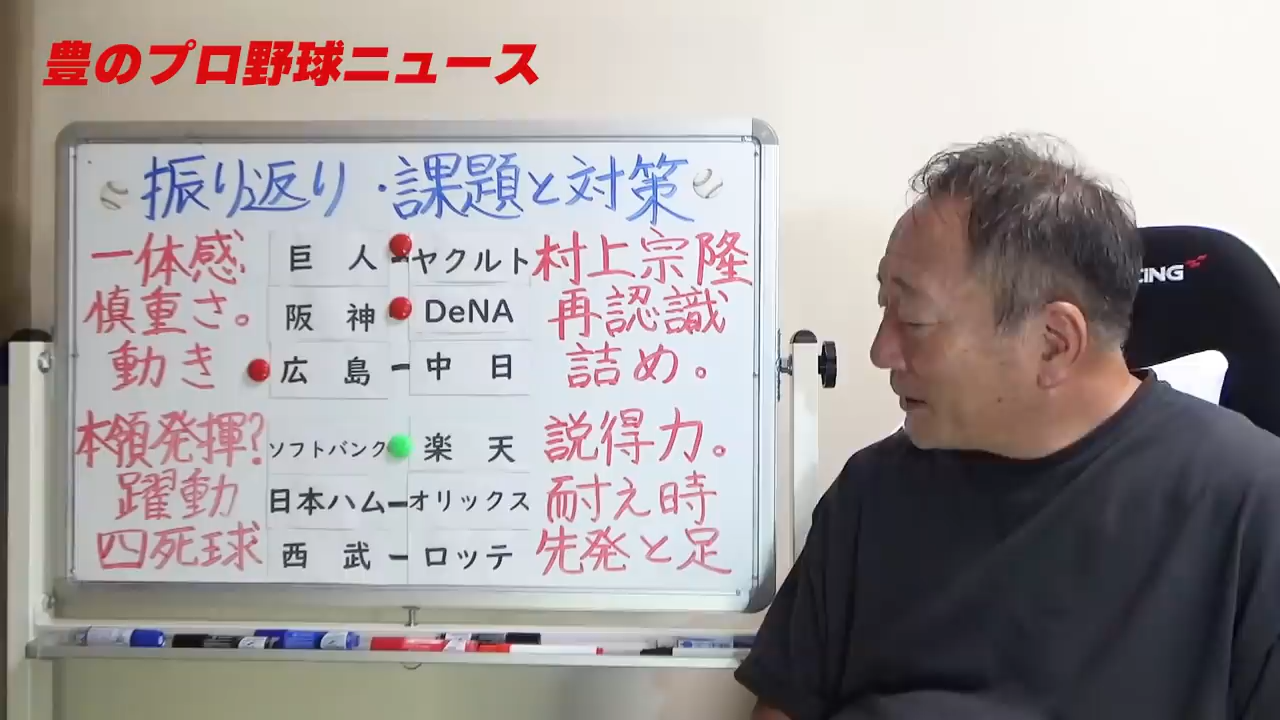 豊のプロ野球ニュース
振り返り・課題と対策
一体感 巨人-ヤクルト 村上宗隆
慎重さ。 阪神 DeNA 再認識
動き 広島-中日 詰め。
本領発揮? ソフトバンク 楽天 説得力。
躍動 日本ハム-オリックス 耐え時
四死球 西武-ロッテ 先発と足
CING